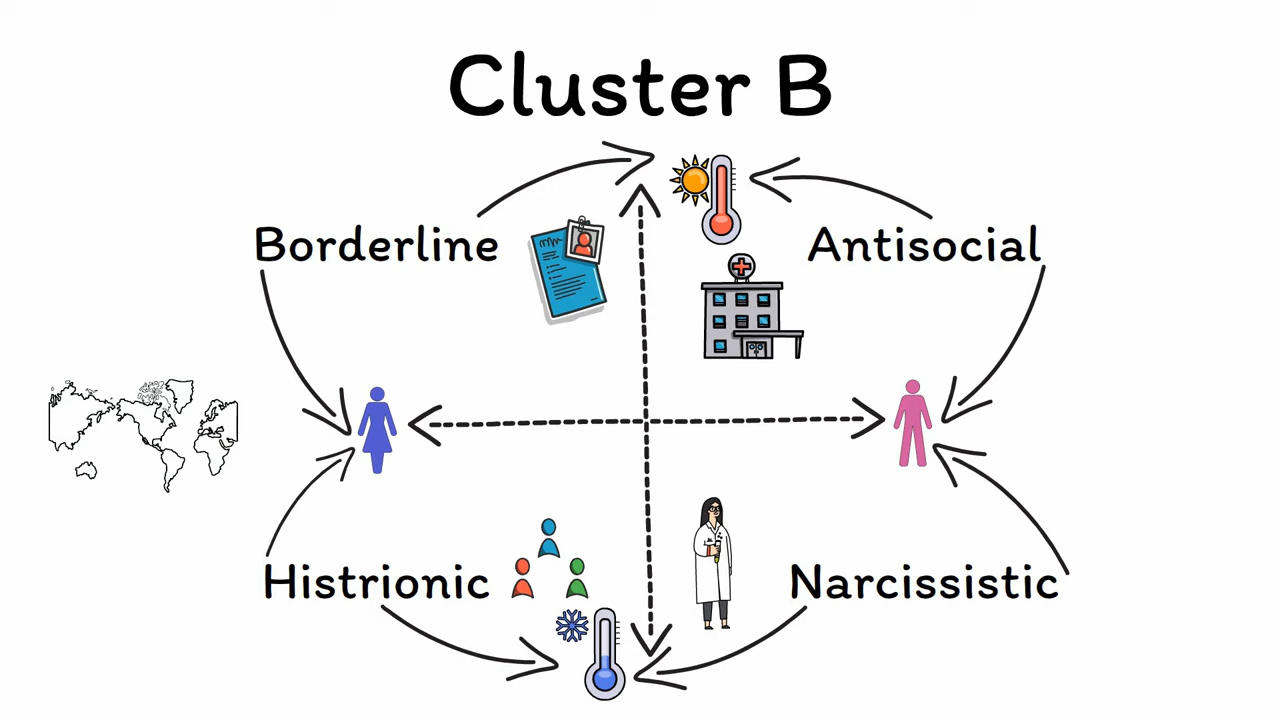 Cluster B
Borderline
Antisocial
Histrionic
Narcissistic